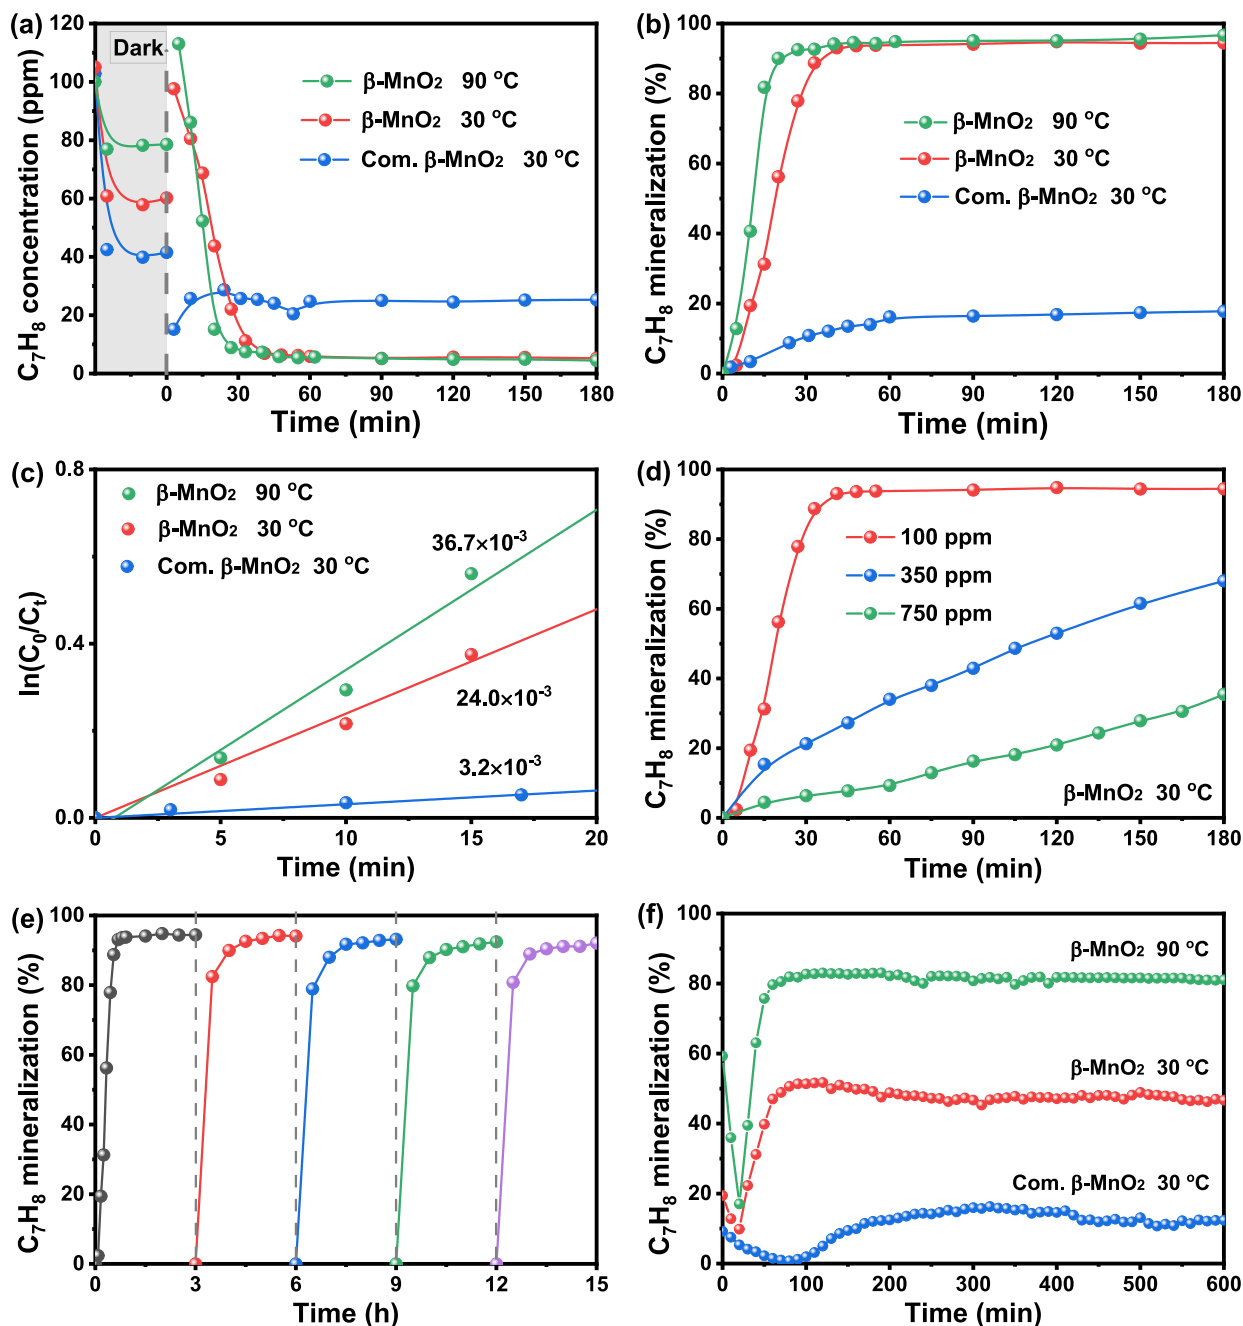 (a)
120
100
80
60
40
20
0
C₇H₈ concentration (ppm)
Dark
β-MnO₂ 90 °C
β-MnO₂ 30 °C
Com. β-MnO₂ 30 °C
0 30 60 90 120 150 180
Time (min)
(b)
100
80
60
40
20
0
C₇H₈ mineralization (%)
β-MnO₂ 90 °C
β-MnO₂ 30 °C
Com. β-MnO₂ 30 °C
0 30 60 90 120 150 180
Time (min)
(c)
0.8
0.4
0.0
ln(C₀/Cₜ)
β-MnO₂ 90 °C
β-MnO₂ 30 °C
Com. β-MnO₂ 30 °C
36.7×10⁻³
24.0×10⁻³
3.2×10⁻³
0 5 10 15 20
Time (min)
(d)
100
80
60
40
20
0
C₇H₈ mineralization (%)
100 ppm
350 ppm
750 ppm
β-MnO₂ 30 °C
0 30 60 90 120 150 180
Time (min)
(e)
100
80
60
40
20
0
C₇H₈ mineralization (%)
0 3 6 9 12 15
Time (h)
(f)
100
80
60
40
20
0
C₇H₈ mineralization (%)
β-MnO₂ 90 °C
β-MnO₂ 30 °C
Com. β-MnO₂ 30 °C
0 100 200 300 400 500 600
Time (min)